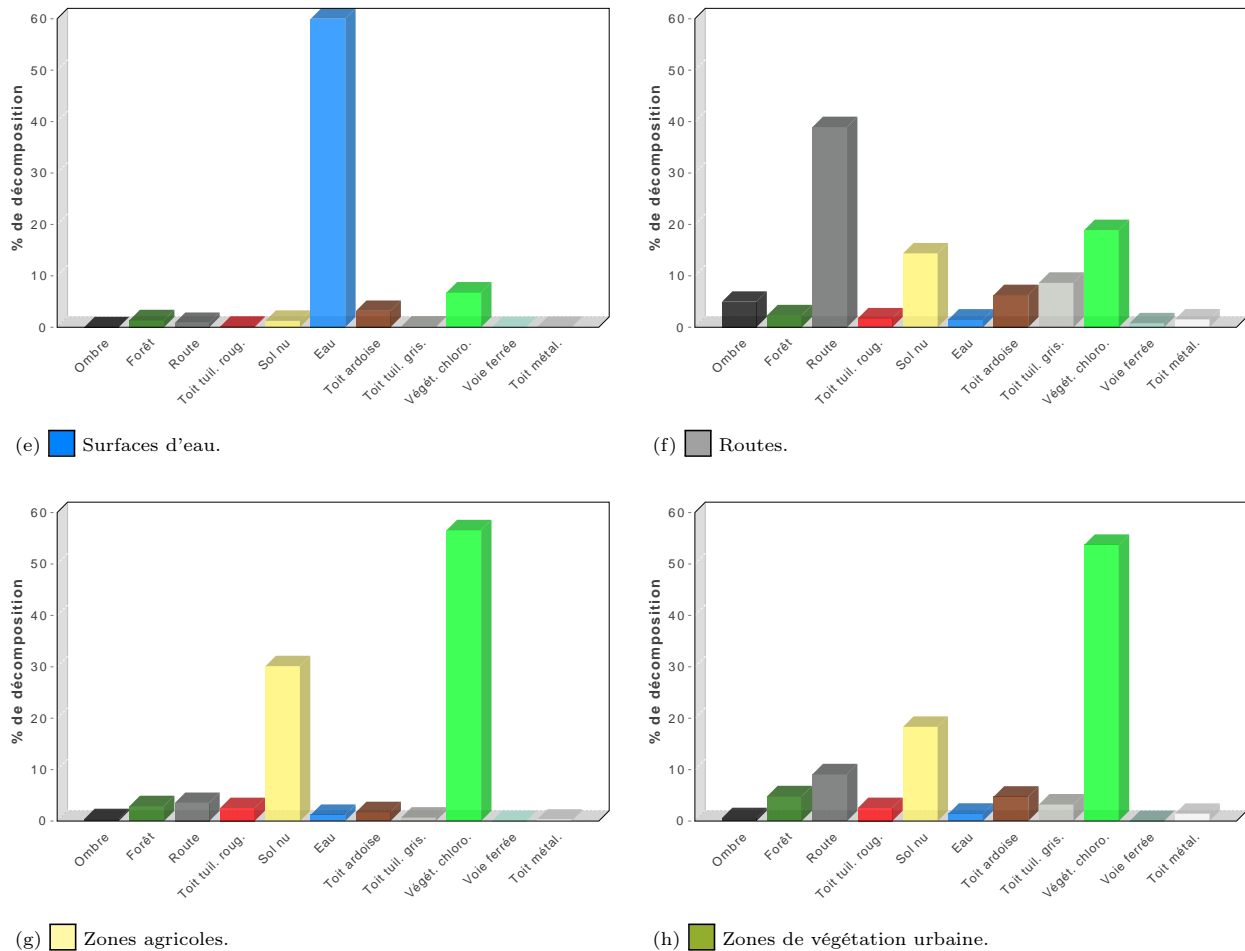 60
50
40
30
20
10
0
% de décomposition
Ombre
Forêt
Route
Toit tuil. roug.
Sol nu
Eau
Toit ardoise
Toit tuil. gris.
Végét. chloro.
Voie ferrée
Toit métal.
(e) Surfaces d'eau.
60
50
40
30
20
10
0
% de décomposition
Ombre
Forêt
Route
Toit tuil. roug.
Sol nu
Eau
Toit ardoise
Toit tuil. gris.
Végét. chloro.
Voie ferrée
Toit métal.
(f) Routes.
60
50
40
30
20
10
0
% de décomposition
Ombre
Forêt
Route
Toit tuil. roug.
Sol nu
Eau
Toit ardoise
Toit tuil. gris.
Végét. chloro.
Voie ferrée
Toit métal.
(g) Zones agricoles.
60
50
40
30
20
10
0
% de décomposition
Ombre
Forêt
Route
Toit tuil. roug.
Sol nu
Eau
Toit ardoise
Toit tuil. gris.
Végét. chloro.
Voie ferrée
Toit métal.
(h) Zones de végétation urbaine.